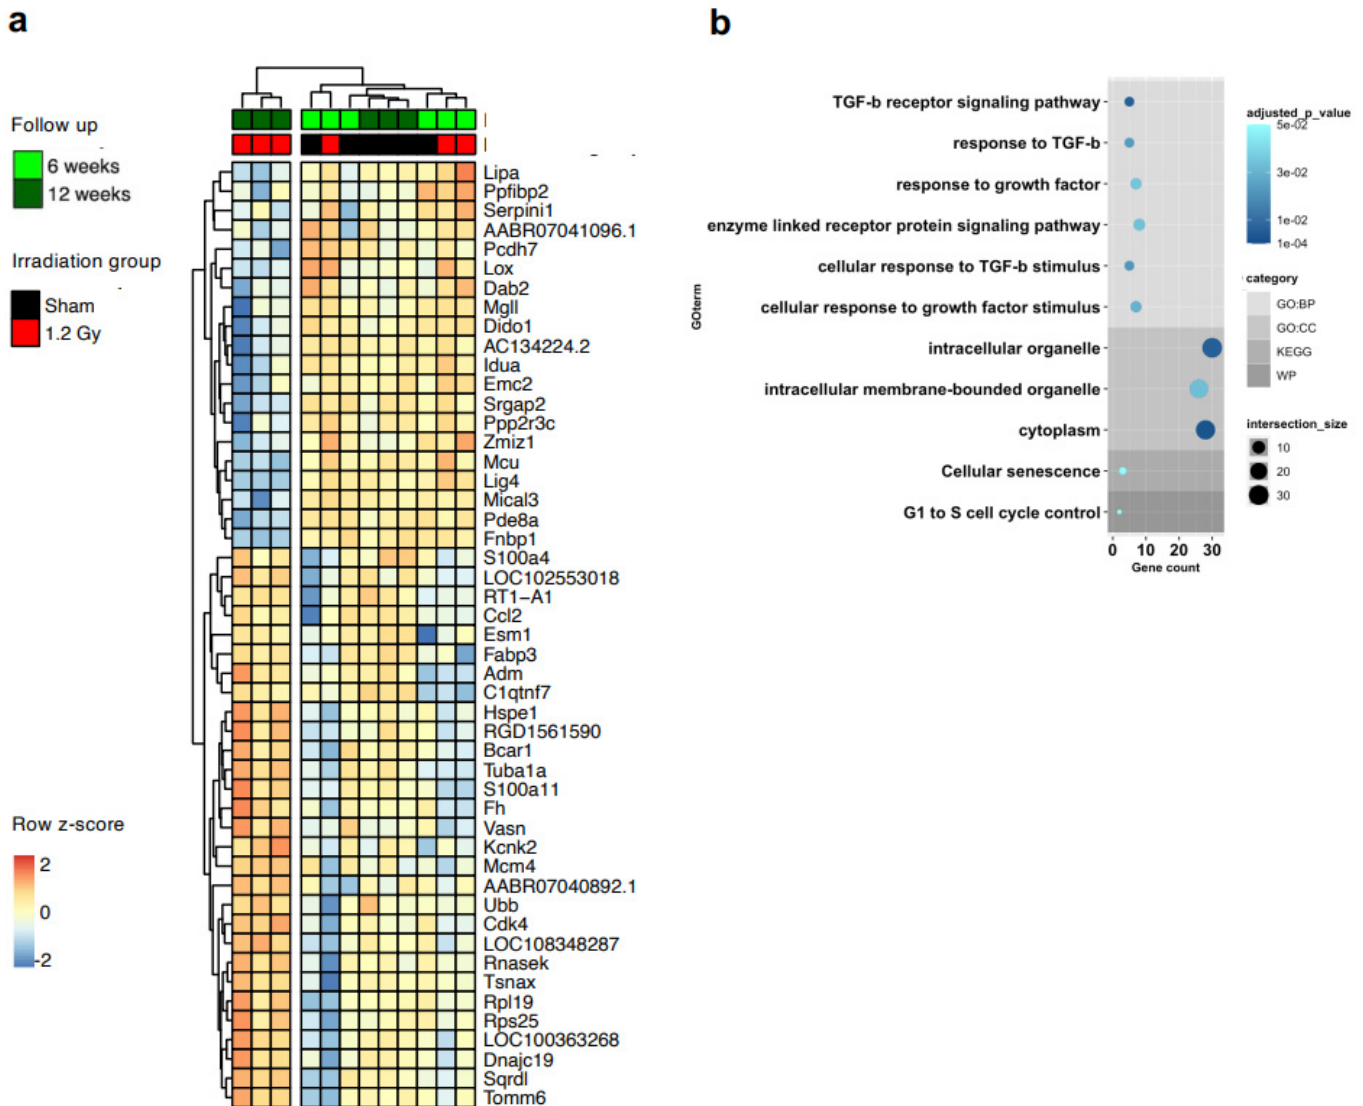 a
b
Follow up
6 weeks
12 weeks
Irradiation group
Sham
1.2 Gy
Row z-score
2
0
-2
Lipa
Ppfibp2
Serpini1
AABR07041096.1
Pcdh7
Lox
Dab2
Mgll
Dido1
AC134224.2
Idua
Emc2
Srgap2
Ppp2r3c
Zmiz1
Mcu
Lig4
Mical3
Pde8a
Fnbp1
S100a4
LOC102553018
RT1−A1
Ccl2
Esm1
Fabp3
Adm
C1qtnf7
Hspe1
RGD1561590
Bcar1
Tuba1a
S100a11
Fh
Vasn
Kcnk2
Mcm4
AABR07040892.1
Ubb
Cdk4
LOC108348287
Rnasek
Tsnax
Rpl19
Rps25
LOC100363268
Dnajc19
Sqrdl
Tomm6
GOterm
TGF-b receptor signaling pathway
response to TGF-b
response to growth factor
enzyme linked receptor protein signaling pathway
cellular response to TGF-b stimulus
cellular response to growth factor stimulus
intracellular organelle
intracellular membrane-bounded organelle
cytoplasm
Cellular senescence
G1 to S cell cycle control
0 10 20 30
Gene count
adjusted_p_value
5e-02
3e-02
1e-02
1e-04
category
GO:BP
GO:CC
KEGG
WP
intersection_size
10
20
30